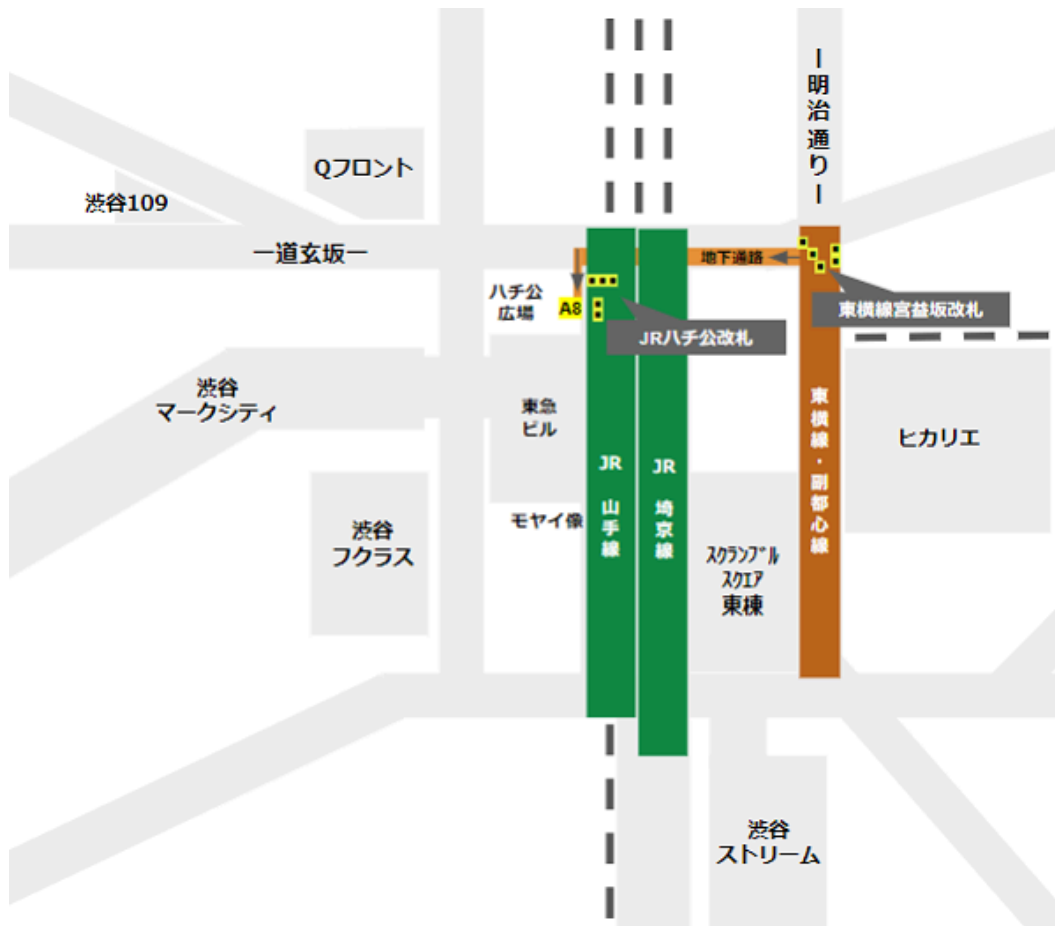 ー明治通りー
Qフロント
渋谷109
ー道玄坂ー
地下通路
ハチ公
広場
A8
東横線宮益坂改札
JRハチ公改札
渋谷
マークシティ
東急
ビル
東横線・副都心線
ヒカリエ
JR 山手線
JR 埼京線
モヤイ像
渋谷
フクラス
スクランブル
スクエア
東棟
渋谷
ストリーム